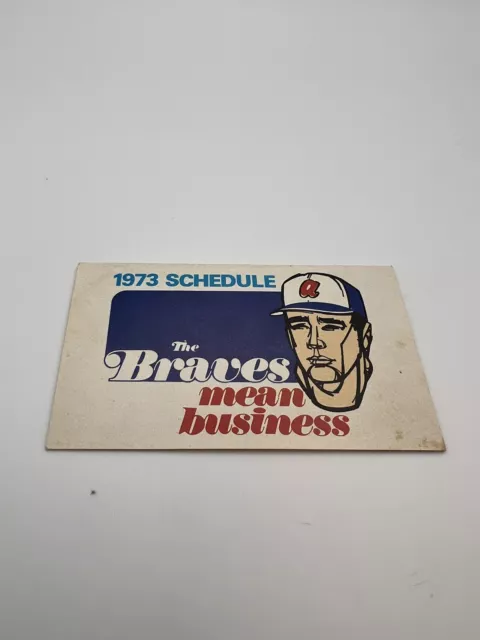 1973 SCHEDULE
a
The
Braves
mean
business